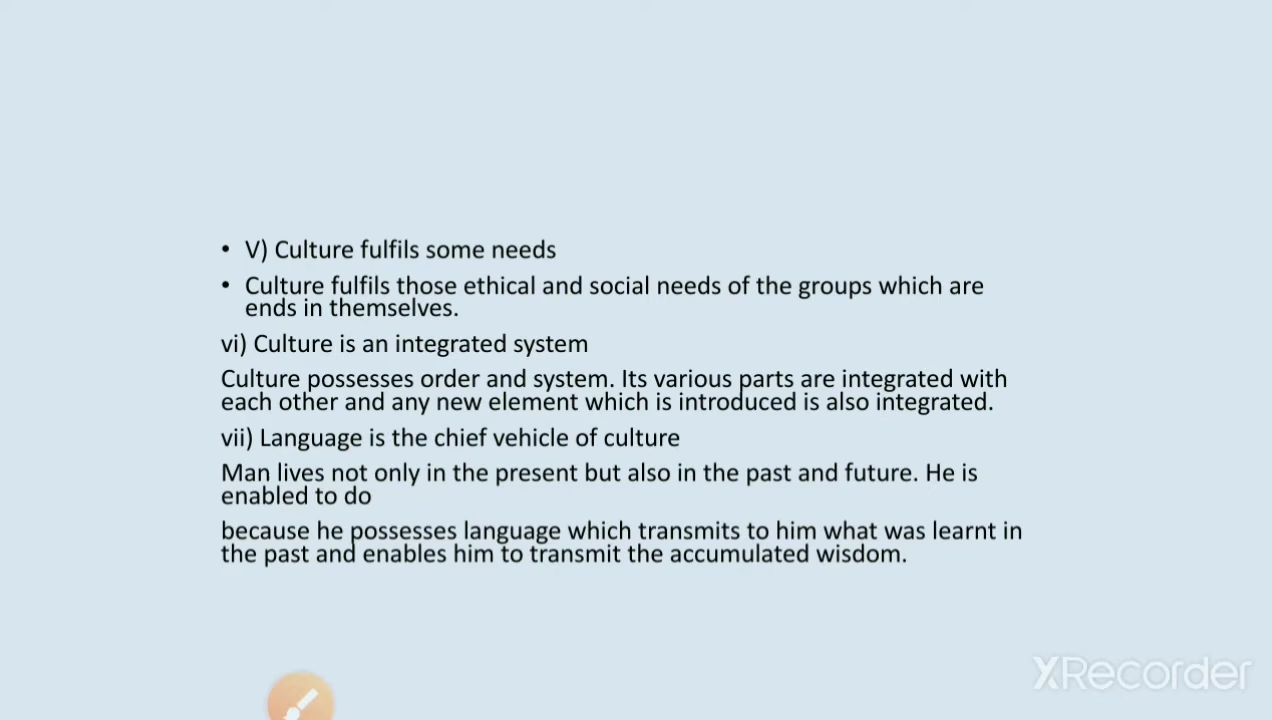 • V) Culture fulfils some needs
• Culture fulfils those ethical and social needs of the groups which are
ends in themselves.
vi) Culture is an integrated system
Culture possesses order and system. Its various parts are integrated with
each other and any new element which is introduced is also integrated.
vii) Language is the chief vehicle of culture
Man lives not only in the present but also in the past and future. He is
enabled to do
because he possesses language which transmits to him what was learnt in
the past and enables him to transmit the accumulated wisdom.
XRecorder